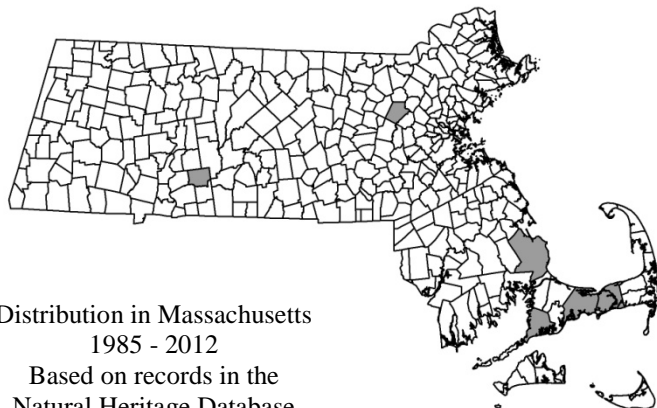 Distribution in Massachusetts
1985 - 2012
Based on records in the
Natural Heritage Database